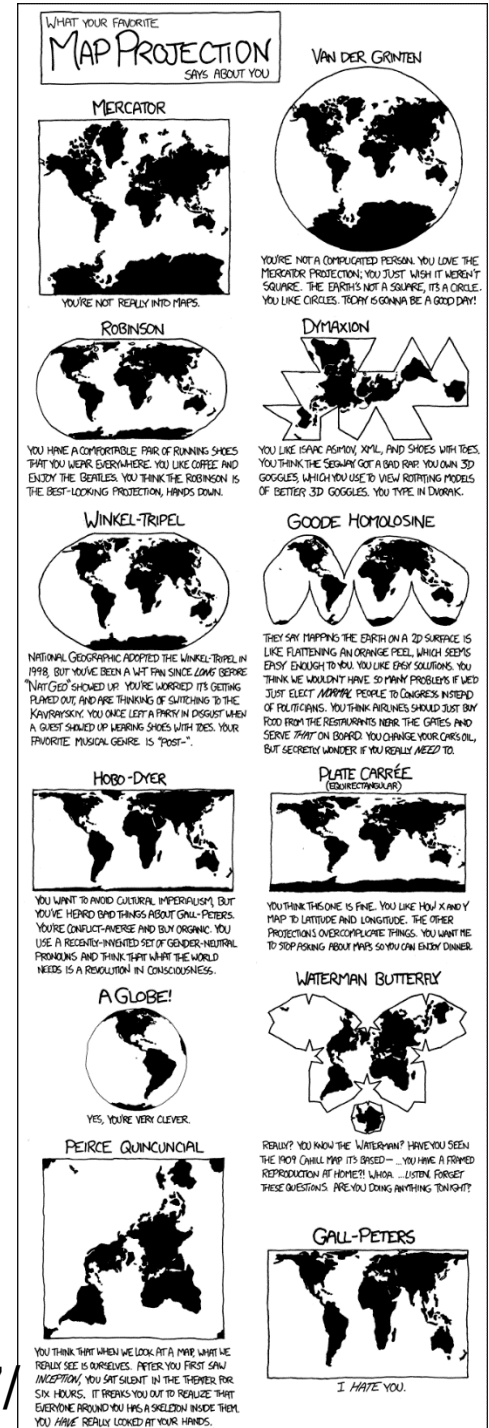 WHAT YOUR FAVORITE
MAP PROJECTION
SAYS ABOUT YOU
MERCATOR
YOU'RE NOT REALLY INTO MAPS.
VAN DER GRINTEN
YOU'RE NOT A COMPLICATED PERSON. YOU LOVE THE
MERCATOR PROJECTION; YOU JUST WISH IT WEREN'T
SQUARE. THE EARTH'S NOT A SQUARE, IT'S A CIRCLE.
YOU LIKE CIRCLES. TODAY IS GONNA BE A GOOD DAY!
ROBINSON
YOU HAVE A COMFORTABLE PAIR OF RUNNING SHOES
THAT YOU WEAR EVERYWHERE. YOU LIKE COFFEE AND
ENJOY THE BEATLES. YOU THINK THE ROBINSON IS
THE BEST-LOOKING PROJECTION, HANDS DOWN.
DYMAXION
YOU LIKE ISAAC ASIMOV, XML, AND SHOES WITH TOES.
YOU THINK THE SEGWAY GOT A BAD RAP. YOU OWN 3D
GOGGLES, WHICH YOU USE TO VIEW ROTATING MODELS
OF BETTER 3D GOGGLES. YOU TYPE IN DVORAK.
WINKEL-TRIPEL
NATIONAL GEOGRAPHIC ADOPTED THE WINKEL-TRIPEL IN
1998, BUT YOU'VE BEEN A W-T FAN SINCE LONG BEFORE
"NAT GEO" SHOWED UP. YOU'RE WORRIED IT'S GETTING
PLAYED OUT, AND ARE THINKING OF SWITCHING TO THE
KAVRAYSKIY. YOU ONCE LEFT A PARTY IN DISGUST WHEN
A GUEST SHOWED UP WEARING SHOES WITH TOES. YOUR
FAVORITE MUSICAL GENRE IS "POST-".
GOODE HOMOLOSINE
THEY SAY MAPPING THE EARTH ON A 2D SURFACE IS
LIKE FLATTENING AN ORANGE PEEL, WHICH SEEMS
EASY ENOUGH TO YOU. YOU LIKE EASY SOLUTIONS. YOU
THINK WE WOULDN'T HAVE SO MANY PROBLEMS IF WE'D
JUST ELECT NORMAL PEOPLE TO CONGRESS INSTEAD
OF POLITICIANS. YOU THINK AIRLINES SHOULD JUST BUY
FOOD FROM THE RESTAURANTS NEAR THE GATES AND
SERVE THAT ON BOARD. YOU CHANGE YOUR CAR'S OIL,
BUT SECRETLY WONDER IF YOU REALLY NEED TO.
HOBO-DYER
YOU WANT TO AVOID CULTURAL IMPERIALISM, BUT
YOU'VE HEARD BAD THINGS ABOUT GALL-PETERS.
YOU'RE CONFLICT-AVERSE AND BUY ORGANIC. YOU
USE A RECENTLY-INVENTED SET OF GENDER-NEUTRAL
PRONOUNS AND THINK THAT WHAT THE WORLD
NEEDS IS A REVOLUTION IN CONSCIOUSNESS.
PLATE CARRÉE
(EQUIRECTANGULAR)
YOU THINK THIS ONE IS FINE. YOU LIKE HOW X AND Y
MAP TO LATITUDE AND LONGITUDE. THE OTHER
PROJECTIONS OVERCOMPLICATE THINGS. YOU WANT ME
TO STOP ASKING ABOUT MAPS SO YOU CAN ENJOY DINNER.
A GLOBE!
YES, YOU'RE VERY CLEVER.
WATERMAN BUTTERFLY
REALLY? YOU KNOW THE WATERMAN? HAVE YOU SEEN
THE 1909 CAHILL MAP IT'S BASED— ...YOU HAVE A FRAMED
REPRODUCTION AT HOME?! WHOA. ...LISTEN, FORGET
THESE QUESTIONS. ARE YOU DOING ANYTHING TONIGHT?
PEIRCE QUINCUNCIAL
YOU THINK THAT WHEN WE LOOK AT A MAP, WHAT WE
REALLY SEE IS OURSELVES. AFTER YOU FIRST SAW
INCEPTION, YOU SAT SILENT IN THE THEATER FOR
SIX HOURS. IT FREAKS YOU OUT TO REALIZE THAT
EVERYONE AROUND YOU HAS A SKELETON INSIDE THEM.
YOU HAVE REALLY LOOKED AT YOUR HANDS.
GALL-PETERS
I HATE YOU.
/